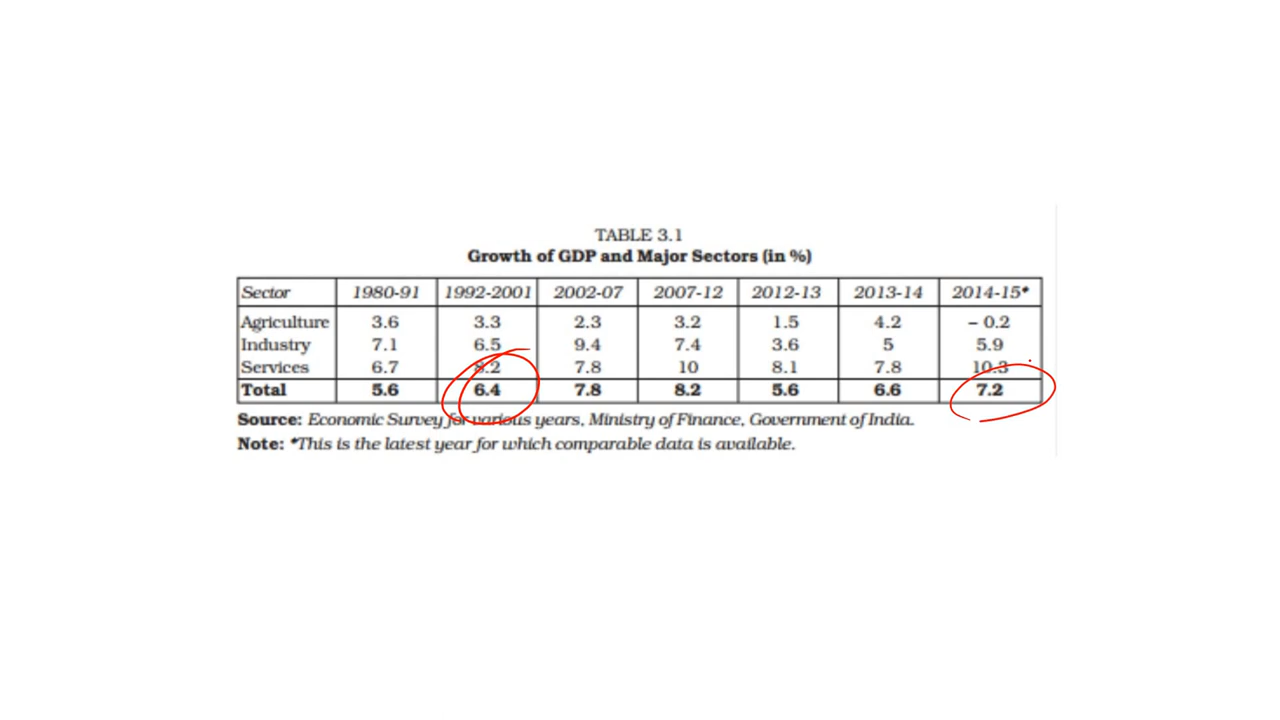 TABLE 3.1
Growth of GDP and Major Sectors (in %)
Sector 1980-91 1992-2001 2002-07 2007-12 2012-13 2013-14 2014-15*
Agriculture 3.6 3.3 2.3 3.2 1.5 4.2 – 0.2
Industry 7.1 6.5 9.4 7.4 3.6 5 5.9
Services 6.7 8.2 7.8 10 8.1 7.8 10.3
Total 5.6 6.4 7.8 8.2 5.6 6.6 7.2
Source: Economic Survey for various years, Ministry of Finance, Government of India.
Note: *This is the latest year for which comparable data is available.